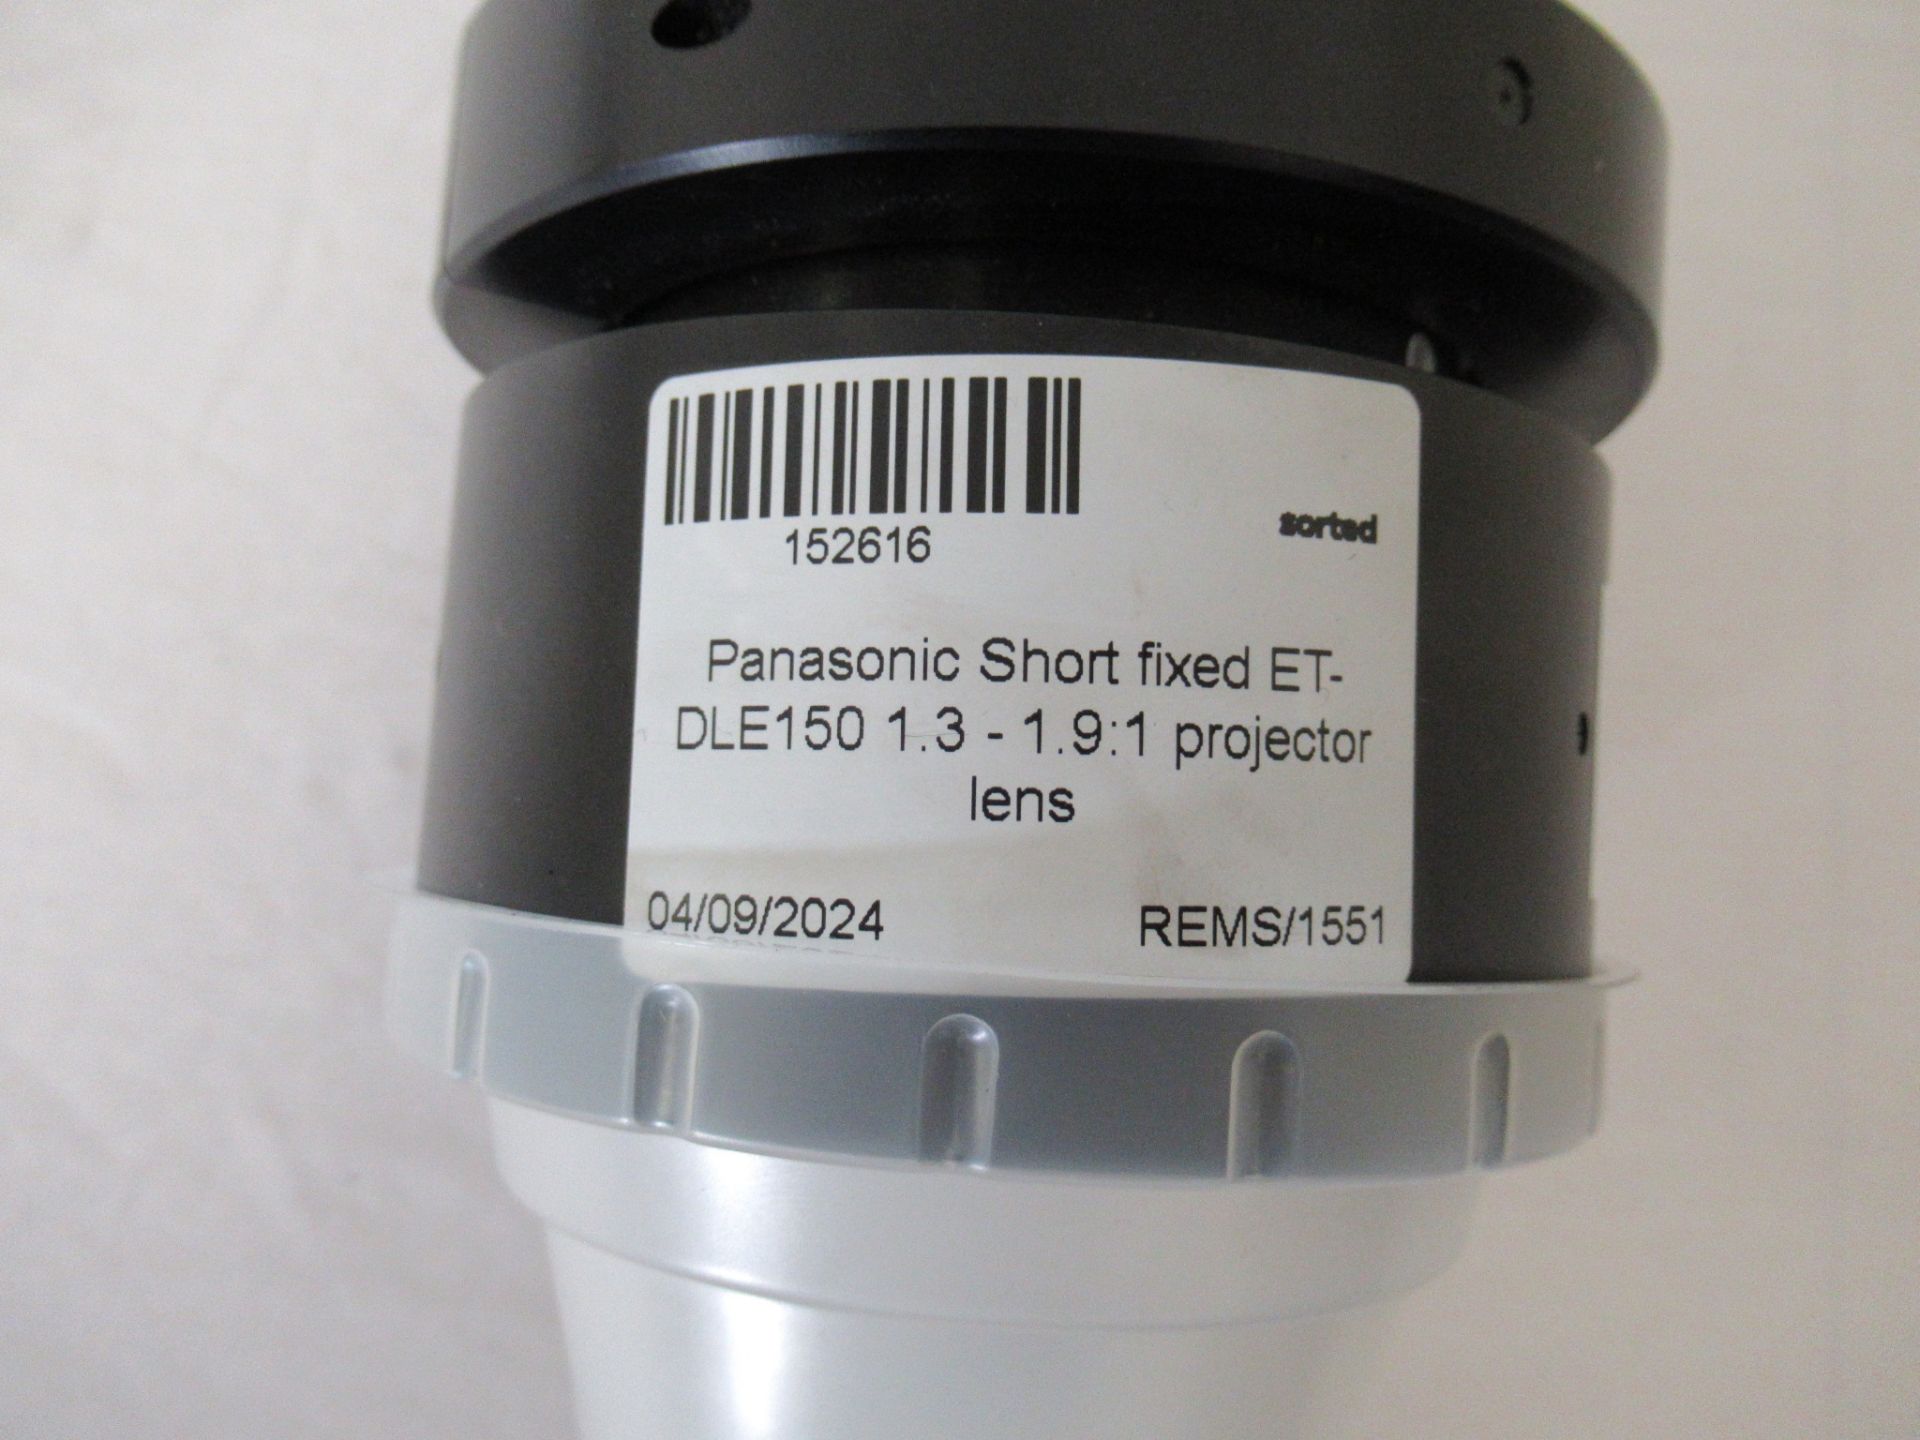 152616
sorted
Panasonic Short fixed ET-
DLE150 1.3 - 1.9:1 projector
lens
04/09/2024 REMS/1551